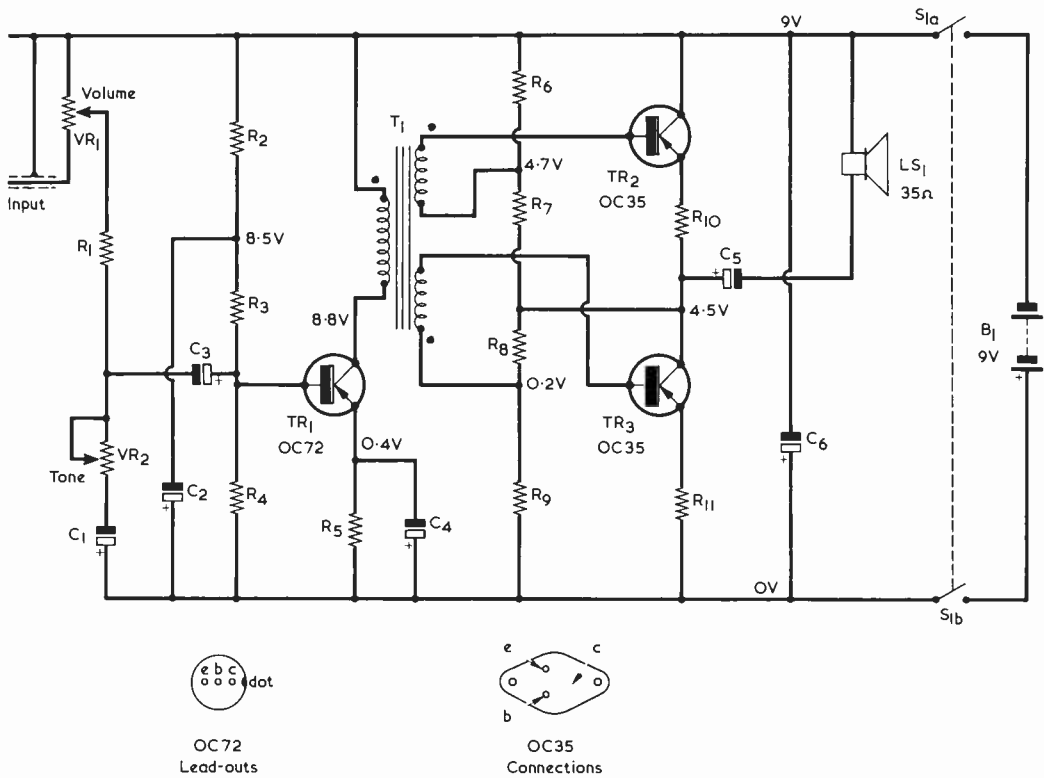 9V
S1a
Volume
VR1
R2
T1
R6
TR2
OC35
LS1
35Ω
Input
4·7V
R7
R10
R1
8·5V
C5
R3
8·8V
4·5V
B1
9V
C3
R8
0·2V
TR1
OC72
TR3
OC35
0·4V
C6
Tone
VR2
C2
R4
R5
C4
R9
R11
C1
0V
S1b
e b c
dot
e
c
b
OC72
Lead-outs
OC35
Connections